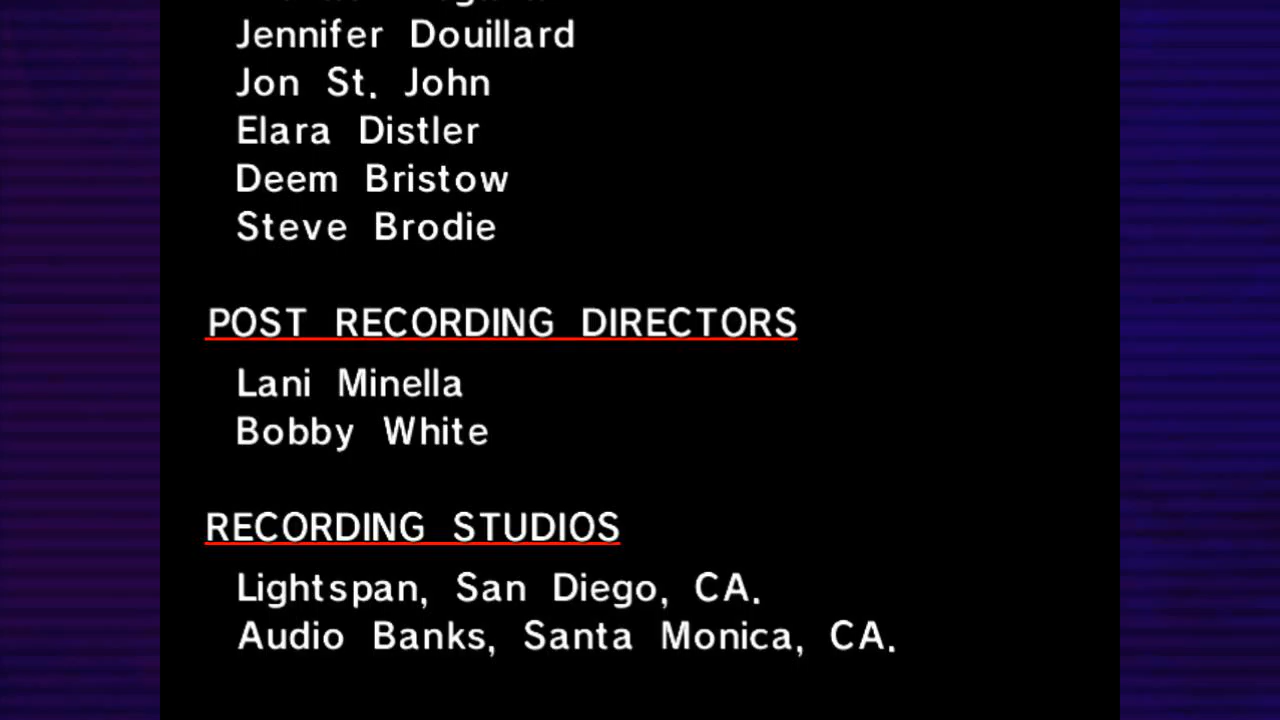 Jennifer Douillard
Jon St. John
Elara Distler
Deem Bristow
Steve Brodie
POST RECORDING DIRECTORS
Lani Minella
Bobby White
RECORDING STUDIOS
Lightspan, San Diego, CA.
Audio Banks, Santa Monica, CA.